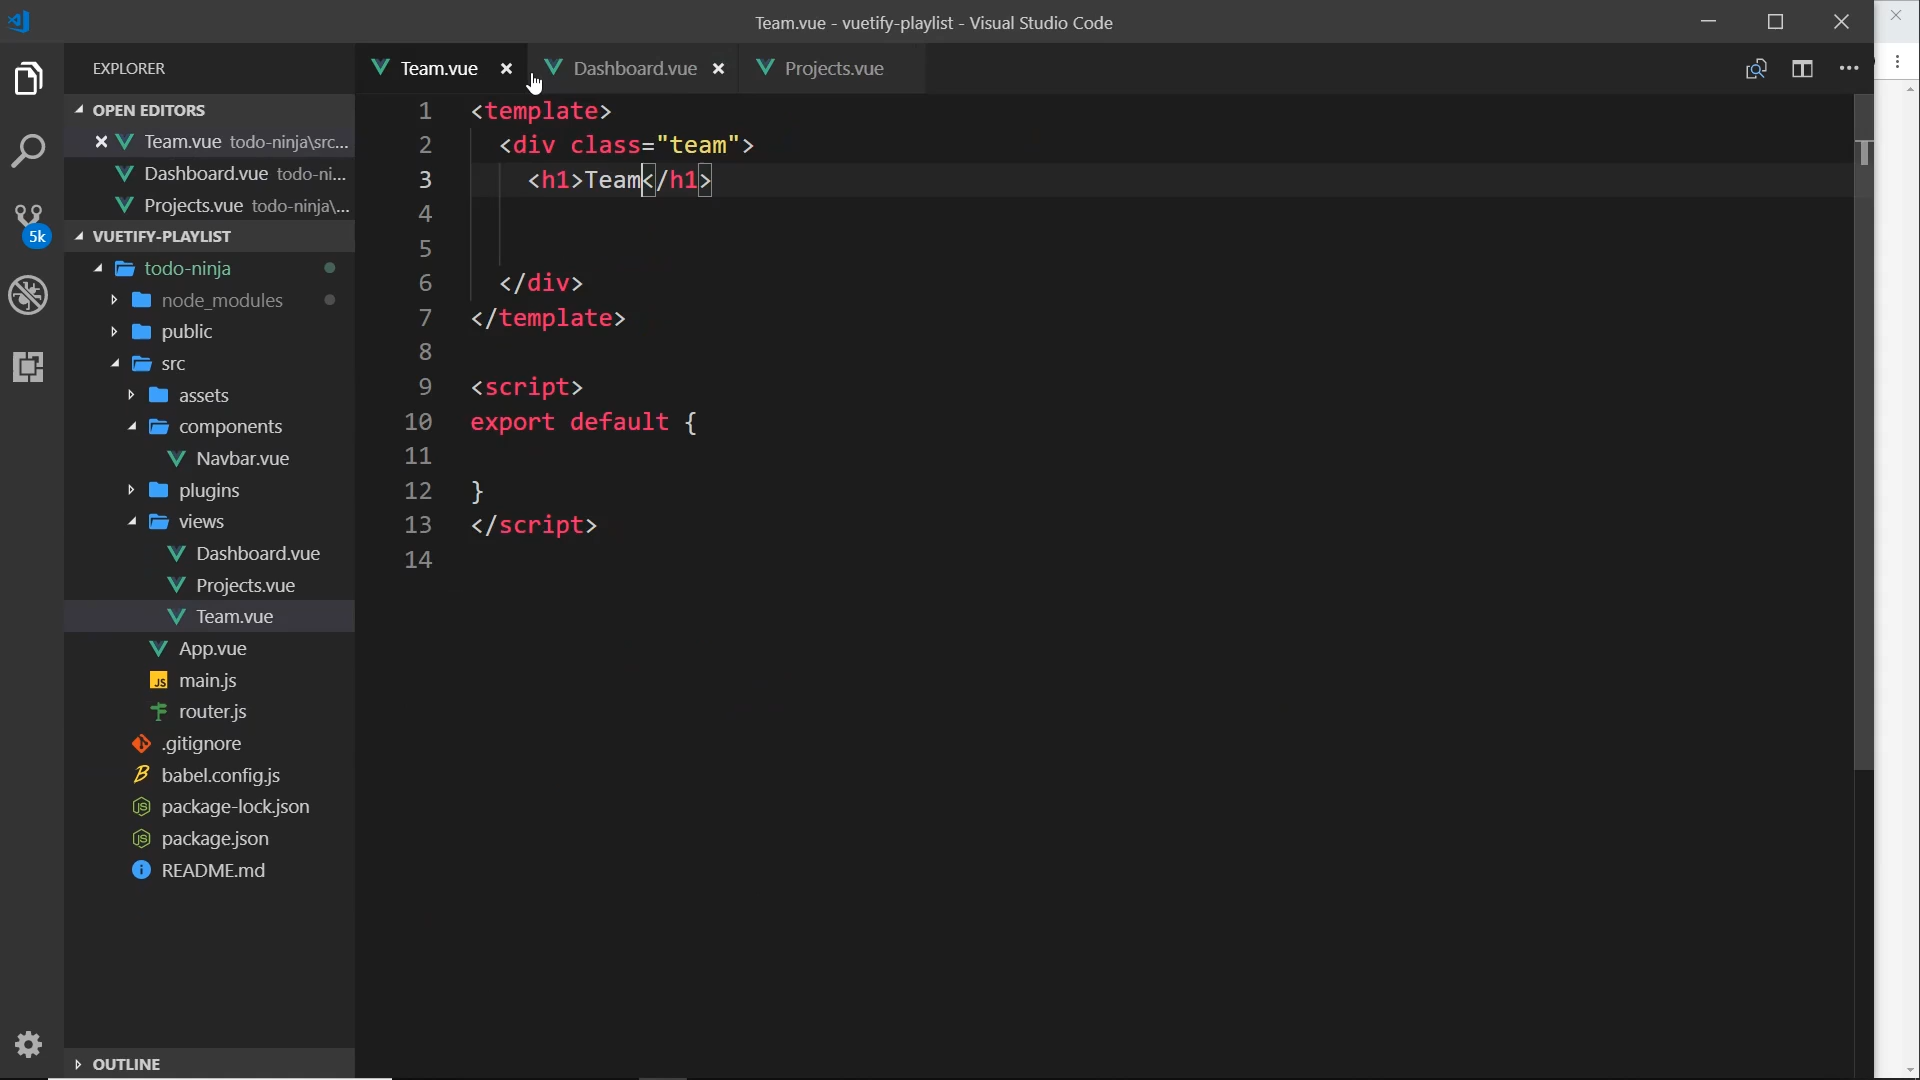 Team.vue - vuetify-playlist - Visual Studio Code
EXPLORER
OPEN EDITORS
Team.vue todo-ninja\src...
Dashboard.vue todo-ni...
Projects.vue todo-ninja\...
VUETIFY-PLAYLIST
todo-ninja
node_modules
public
src
assets
components
Navbar.vue
plugins
views
Dashboard.vue
Projects.vue
Team.vue
App.vue
JS main.js
router.js
.gitignore
babel.config.js
package-lock.json
package.json
README.md
OUTLINE
5k
Team.vue Dashboard.vue Projects.vue
1 <template>
2 <div class="team">
3 <h1>Team</h1>
4
5
6 </div>
7 </template>
8
9 <script>
10 export default {
11
12 }
13 </script>
14